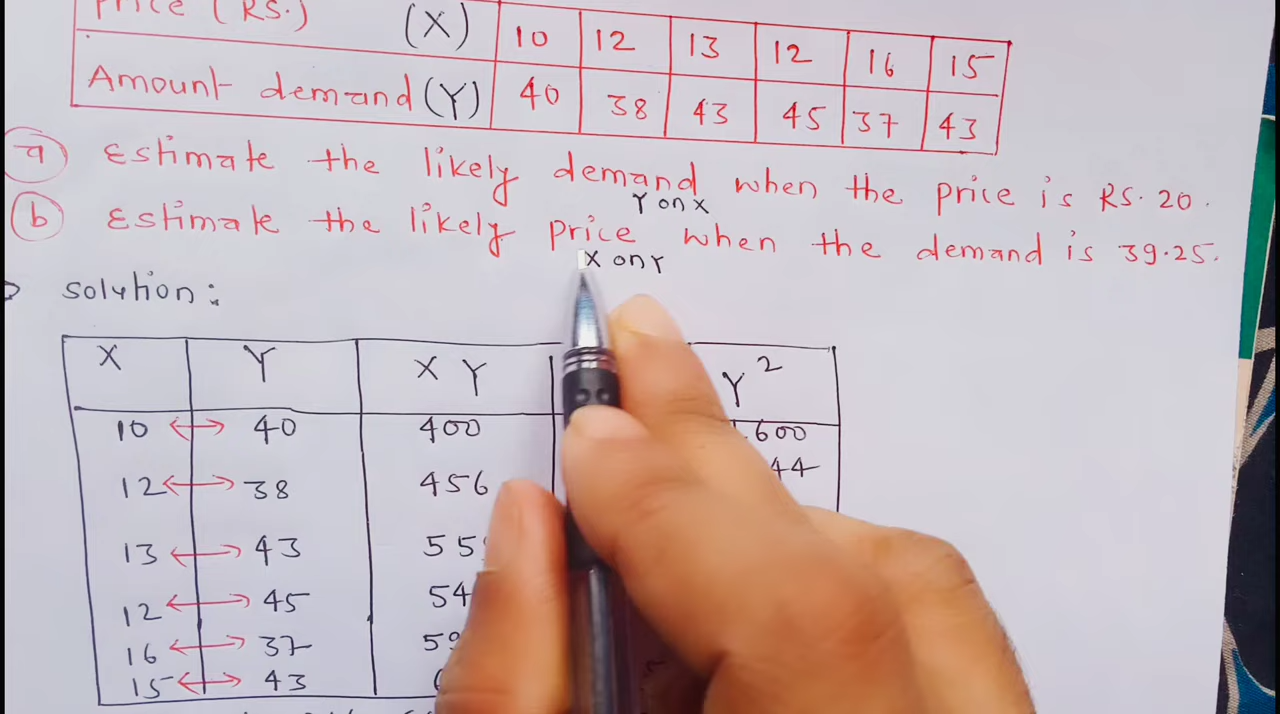 Price (RS.) (X) 10 12 13 12 16 15
Amount demand (Y) 40 38 43 45 37 43
a Estimate the likely demand when the price is RS. 20.
Y on X
b Estimate the likely price when the demand is 39.25.
X on Y
Solution:
X Y XY Y²
10 40 400 1600
12 38 456
13 43
12 45
16 37
15 43